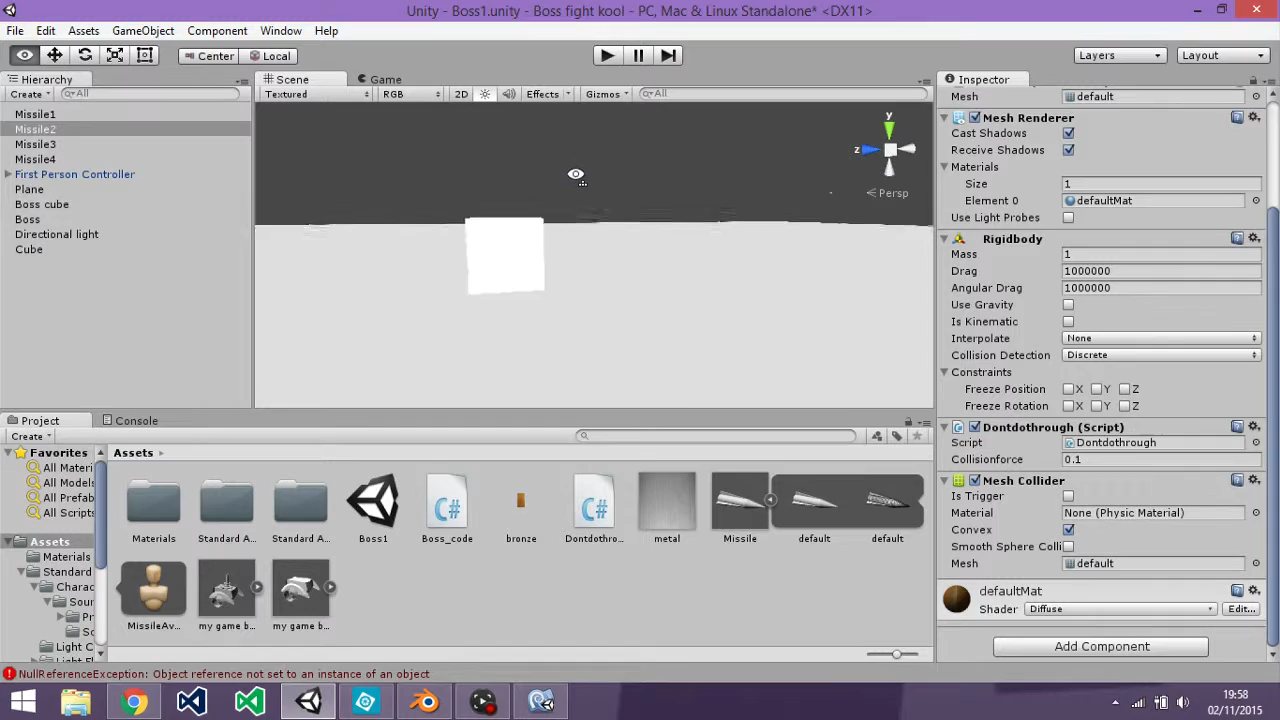 Unity - Boss1.unity - Boss fight kool - PC, Mac & Linux Standalone* <DX11>
File Edit Assets GameObject Component Window Help
Center Local Layers Layout
Hierarchy
Create All
Missile1
Missile2
Missile3
Missile4
First Person Controller
Plane
Boss cube
Boss
Directional light
Cube
Scene Game
Textured RGB 2D Effects Gizmos All
y
z
Persp
Inspector
Mesh default
Mesh Renderer
Cast Shadows
Receive Shadows
Materials
Size 1
Element 0 defaultMat
Use Light Probes
Rigidbody
Mass 1
Drag 1000000
Angular Drag 1000000
Use Gravity
Is Kinematic
Interpolate None
Collision Detection Discrete
Constraints
Freeze Position X Y Z
Freeze Rotation X Y Z
Dontdothrough (Script)
Script Dontdothrough
Collisionforce 0.1
Mesh Collider
Is Trigger
Material None (Physic Material)
Convex
Smooth Sphere Colli
Mesh default
defaultMat
Shader Diffuse Edit...
Add Component
Project Console
Create
Favorites
All Materi
All Models
All Prefab
All Scripts
Assets
Materials
Standard
Charac
Sour
Pr
Sc
Light C
Assets
Materials Standard A... Standard A... Boss1 Boss_code bronze Dontdothro... metal Missile default default
MissileAv... my game b... my game b...
NullReferenceException: Object reference not set to an instance of an object
19:58
02/11/2015